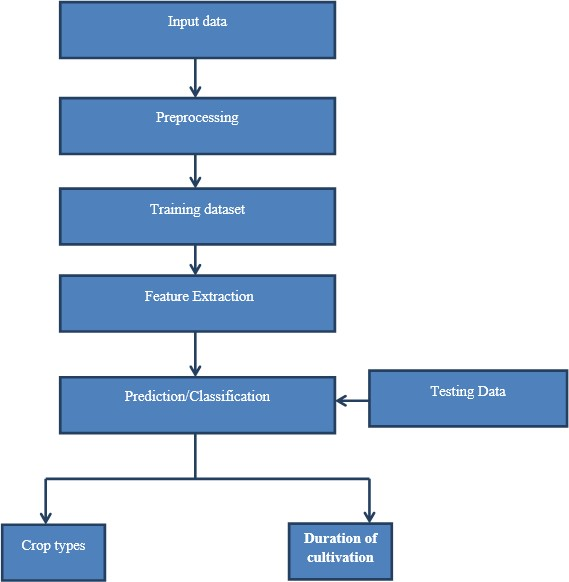 Input data
Preprocessing
Training dataset
Feature Extraction
Prediction/Classification
Testing Data
Crop types
Duration of
cultivation